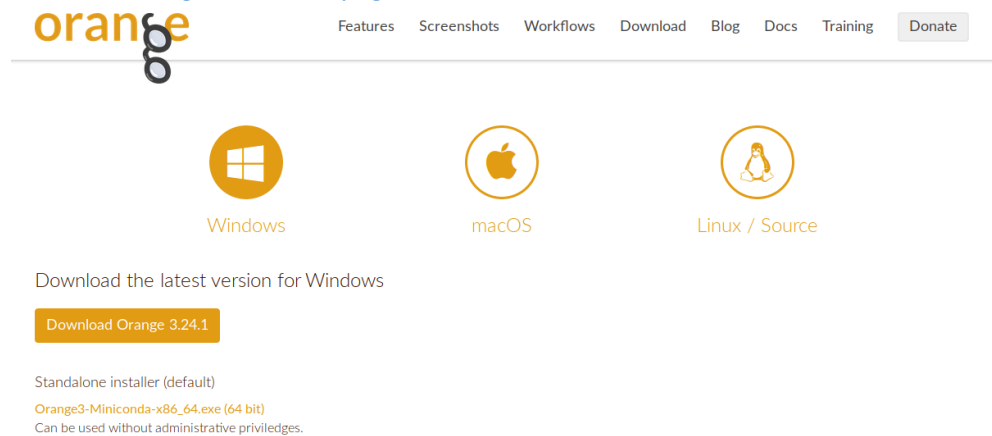 orange
Features Screenshots Workflows Download Blog Docs Training Donate
Windows macOS Linux / Source
Download the latest version for Windows
Download Orange 3.24.1
Standalone installer (default)
Orange3-Miniconda-x86_64.exe (64 bit)
Can be used without administrative priviledges.